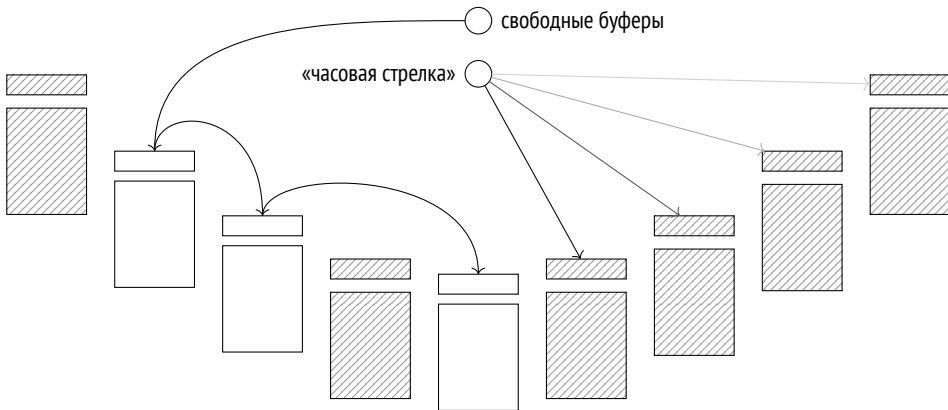 свободные буферы
«часовая стрелка»